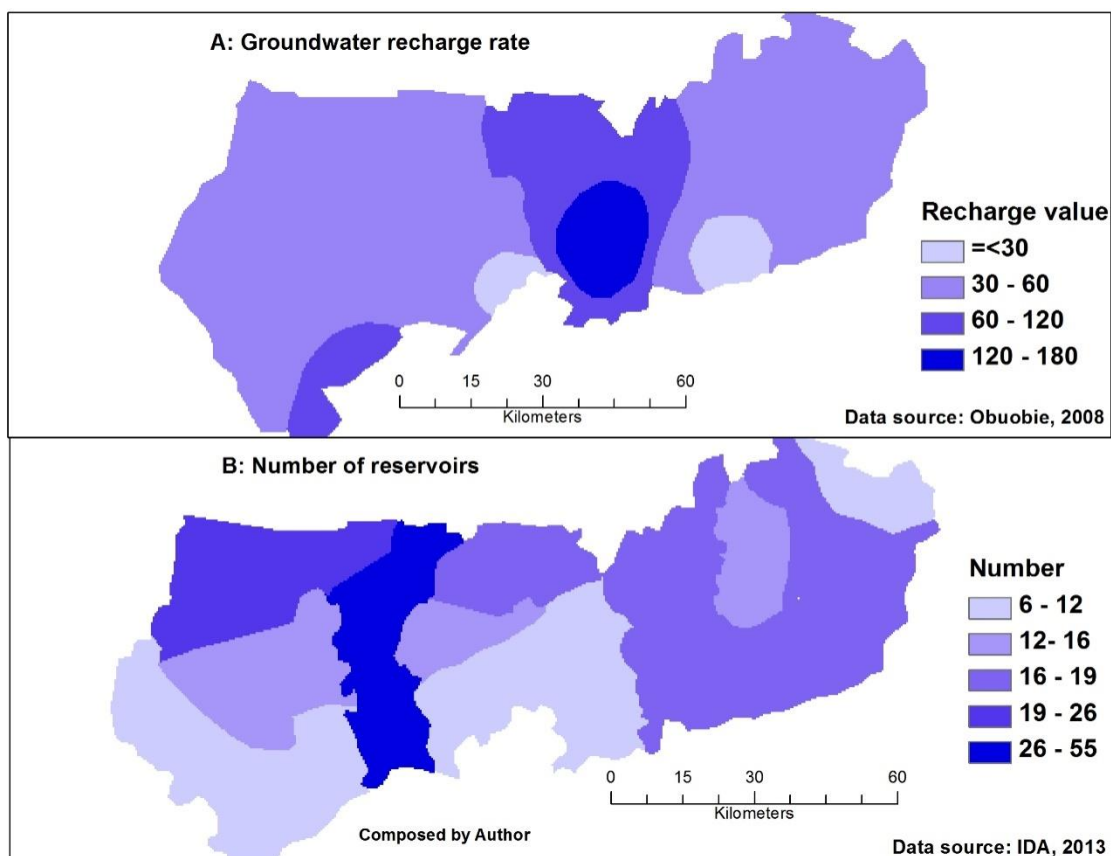 A: Groundwater recharge rate
Recharge value
=<30
30 - 60
60 - 120
120 - 180
0 15 30 60
Kilometers
Data source: Obuobie, 2008
B: Number of reservoirs
Number
6 - 12
12- 16
16 - 19
19 - 26
26 - 55
0 15 30 60
Kilometers
Composed by Author
Data source: IDA, 2013